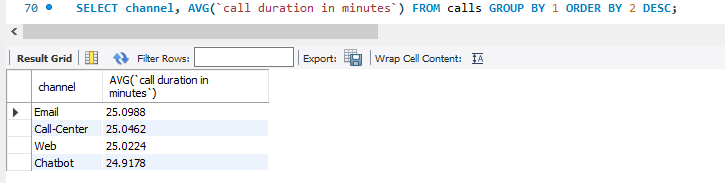 70 SELECT channel, AVG(`call duration in minutes`) FROM calls GROUP BY 1 ORDER BY 2 DESC;
Result Grid Filter Rows: Export: Wrap Cell Content: IA
channel AVG(`call duration in
minutes`)
Email 25.0988
Call-Center 25.0462
Web 25.0224
Chatbot 24.9178